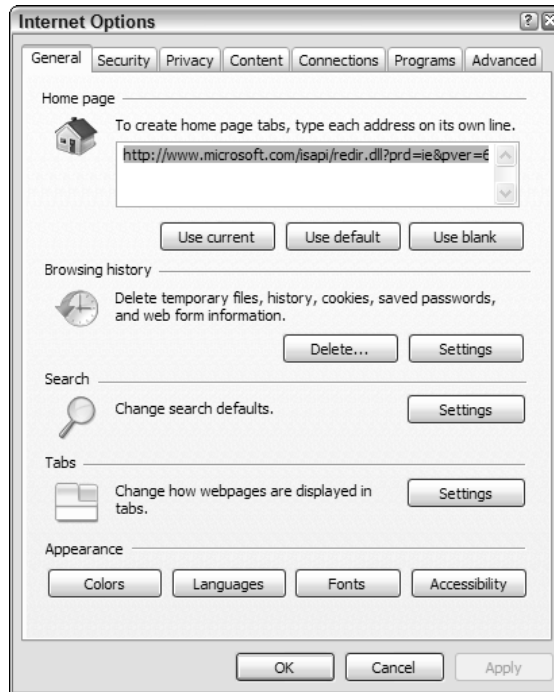 Internet Options
General Security Privacy Content Connections Programs Advanced
Home page
To create home page tabs, type each address on its own line.
http://www.microsoft.com/isapi/redir.dll?prd=ie&pver=6
Use current Use default Use blank
Browsing history
Delete temporary files, history, cookies, saved passwords,
and web form information.
Delete... Settings
Search
Change search defaults.
Settings
Tabs
Change how webpages are displayed in
tabs.
Settings
Appearance
Colors Languages Fonts Accessibility
OK Cancel Apply